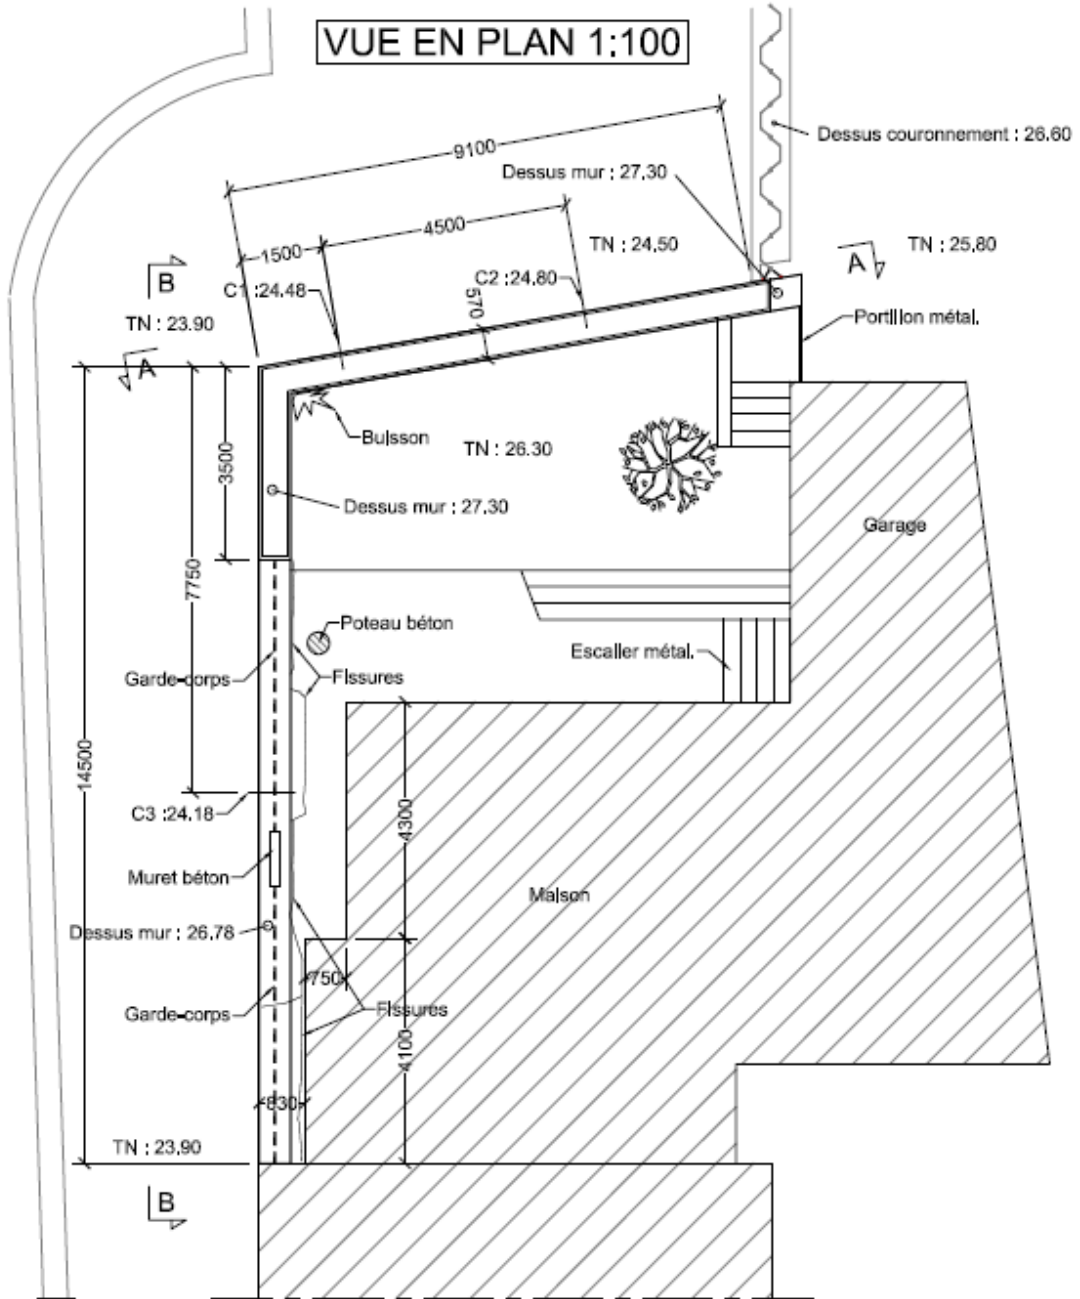 VUE EN PLAN 1:100
Dessus couronnement : 26.60
9100
Dessus mur : 27.30
4500
1500
TN : 24.50
TN : 25.80
A
B
C1 :24.48
C2 :24.80
570
TN : 23.90
Portillon métal.
A
Buisson
TN : 26.30
3500
Dessus mur : 27.30
Garage
7750
Poteau béton
Escalier métal.
Garde-corps
Fissures
14500
C3 :24.18
4300
Muret béton
Maison
Dessus mur : 26.78
750
Garde-corps
Fissures
4100
830
TN : 23.90
B